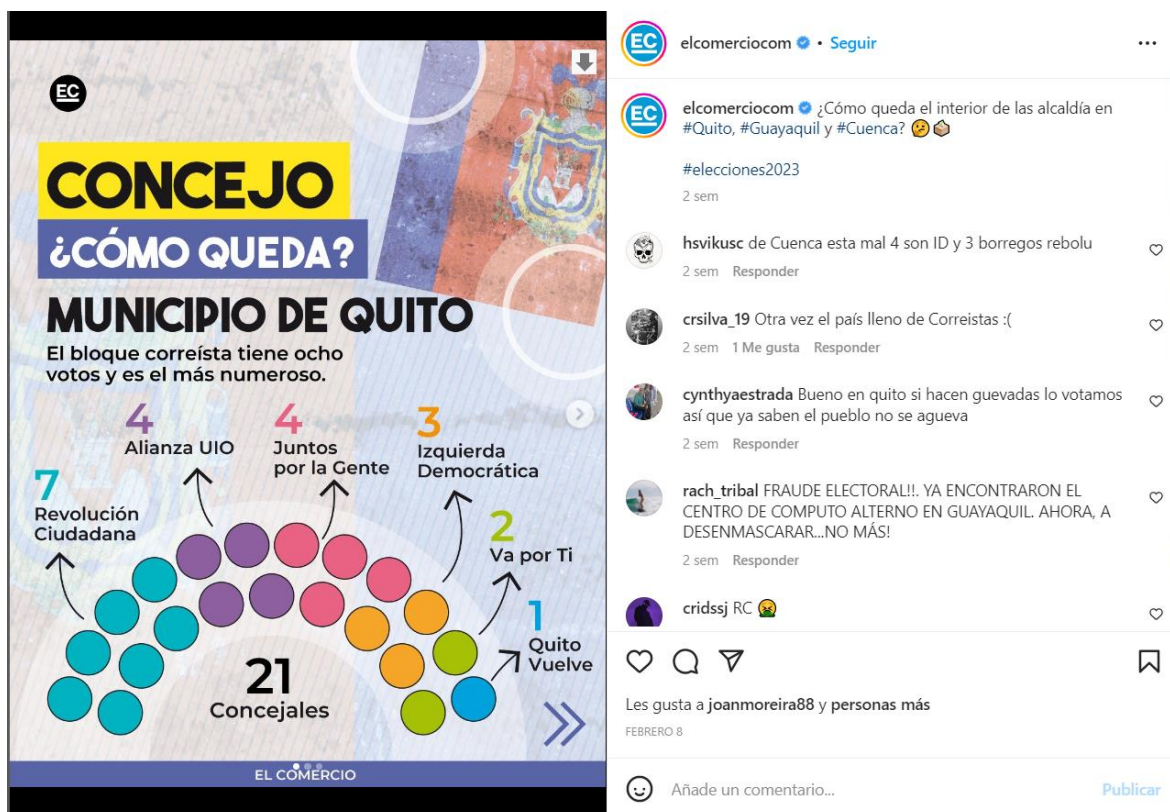 EC
CONCEJO
¿CÓMO QUEDA?
MUNICIPIO DE QUITO
El bloque correísta tiene ocho
votos y es el más numeroso.
4
Alianza UIO
4
Juntos
por la Gente
3
Izquierda
Democrática
7
Revolución
Ciudadana
2
Va por Ti
1
Quito
Vuelve
21
Concejales
EL COMERCIO
EC
elcomerciocom • Seguir
EC
elcomerciocom ¿Cómo queda el interior de las alcaldía en
#Quito, #Guayaquil y #Cuenca? 🤔🗳
#elecciones2023
2 sem
hsvikusc de Cuenca esta mal 4 son ID y 3 borregos rebolu
2 sem Responder
crsilva_19 Otra vez el país lleno de Correistas :(
2 sem 1 Me gusta Responder
cynthyaestrada Bueno en quito si hacen guevadas lo votamos
así que ya saben el pueblo no se agueva
2 sem Responder
rach_tribal FRAUDE ELECTORAL!!. YA ENCONTRARON EL
CENTRO DE COMPUTO ALTERNO EN GUAYAQUIL. AHORA, A
DESENMASCARAR...NO MÁS!
2 sem Responder
cridssj RC 🤮
Les gusta a joanmoreira88 y personas más
FEBRERO 8
Añade un comentario...
Publicar